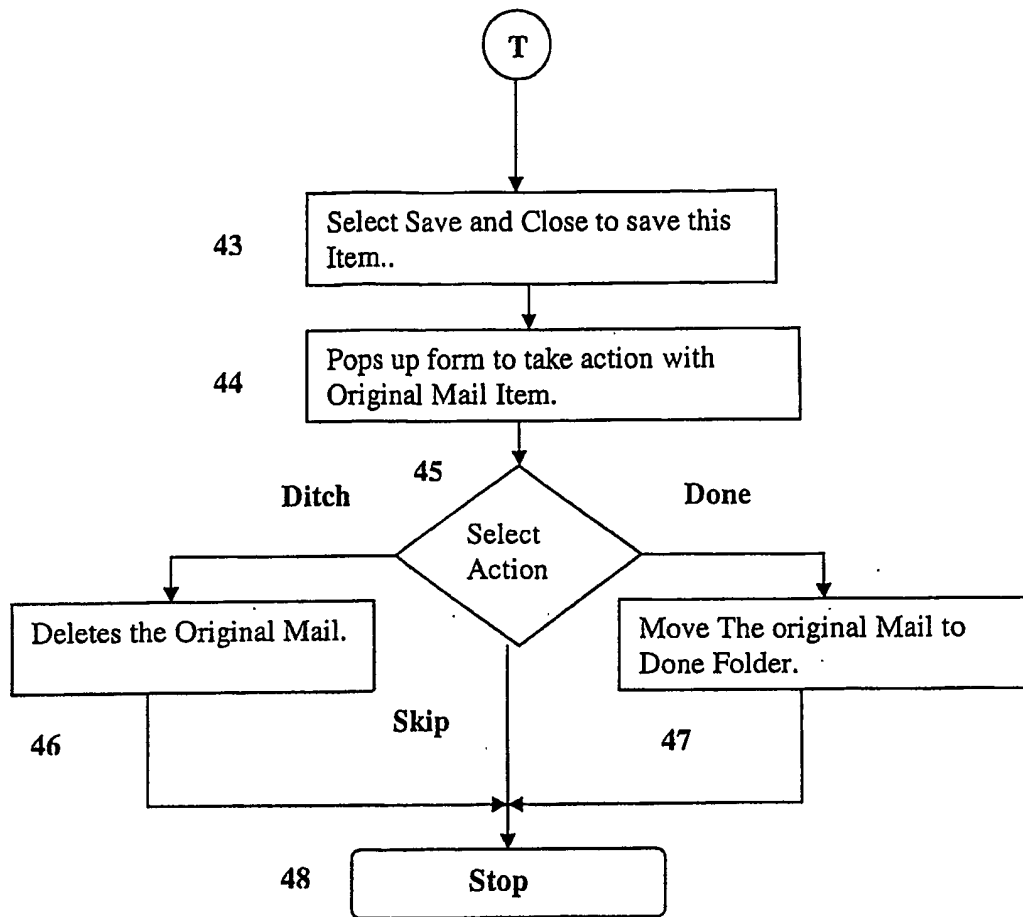 T
43
Select Save and Close to save this
Item..
44
Pops up form to take action with
Original Mail Item.
45
Ditch
Done
Select
Action
Deletes the Original Mail.
Move The original Mail to
Done Folder.
Skip
46
47
48
Stop